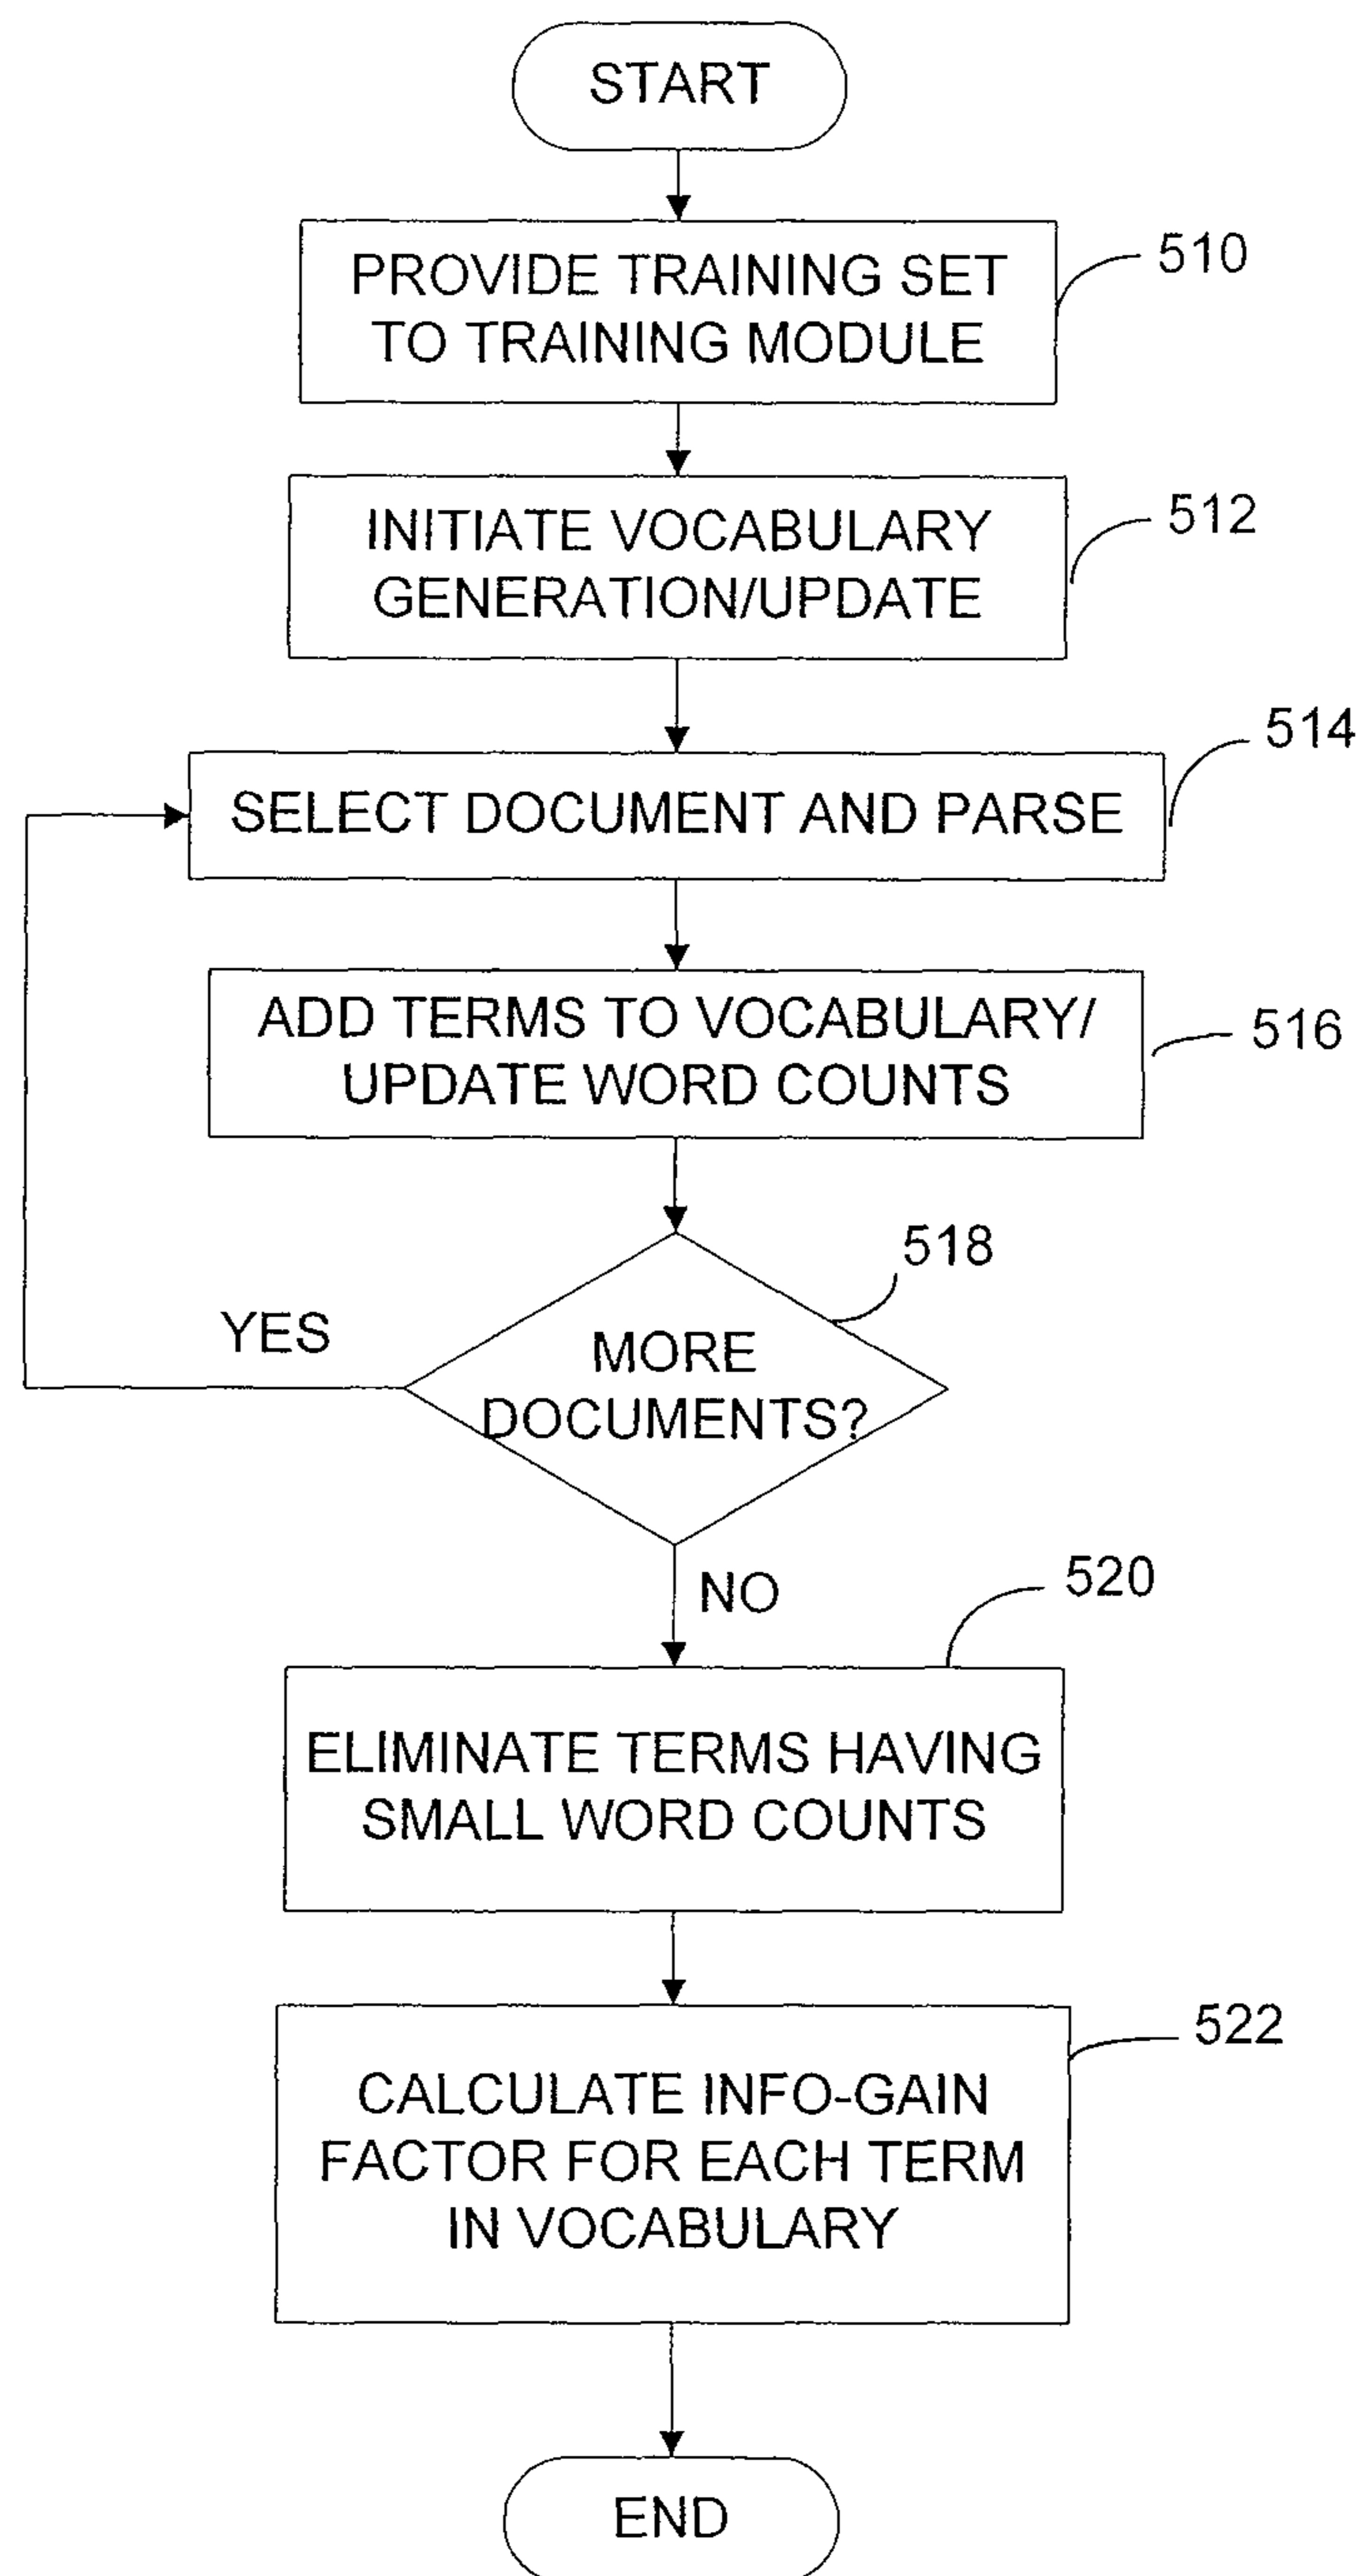 START
PROVIDE TRAINING SET
TO TRAINING MODULE
510
INITIATE VOCABULARY
GENERATION/UPDATE
512
514
SELECT DOCUMENT AND PARSE
ADD TERMS TO VOCABULARY/
UPDATE WORD COUNTS
516
518
YES
MORE
DOCUMENTS?
NO
520
ELIMINATE TERMS HAVING
SMALL WORD COUNTS
522
CALCULATE INFO-GAIN
FACTOR FOR EACH TERM
IN VOCABULARY
END